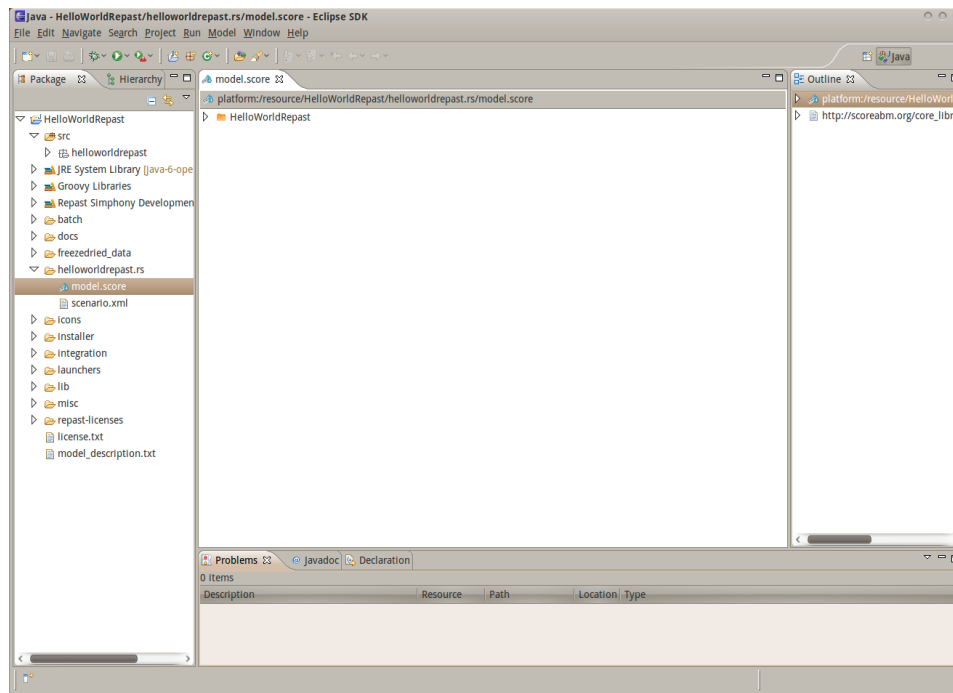 Java - HelloWorldRepast/helloworldrepast.rs/model.score - Eclipse SDK
File Edit Navigate Search Project Run Model Window Help
Java
Package
Hierarchy
HelloWorldRepast
src
helloworldrepast
JRE System Library [java-6-ope
Groovy Libraries
Repast Simphony Developmen
batch
docs
freezedried_data
helloworldrepast.rs
model.score
scenario.xml
icons
installer
integration
launchers
lib
misc
repast-licenses
license.txt
model_description.txt
model.score
platform:/resource/HelloWorldRepast/helloworldrepast.rs/model.score
HelloWorldRepast
Outline
platform:/resource/HelloWorl
http://scoreabm.org/core_libr
Problems @ Javadoc Declaration
0 items
Description Resource Path Location Type